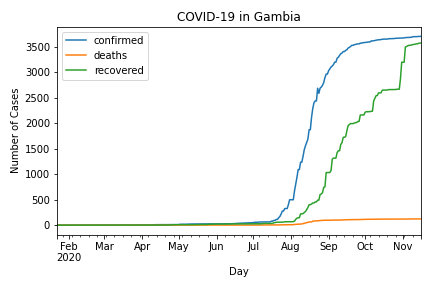 COVID-19 in Gambia
confirmed
deaths
recovered
Number of Cases
3500
3000
2500
2000
1500
1000
500
0
Feb Mar Apr May Jun Jul Aug Sep Oct Nov
2020
Day